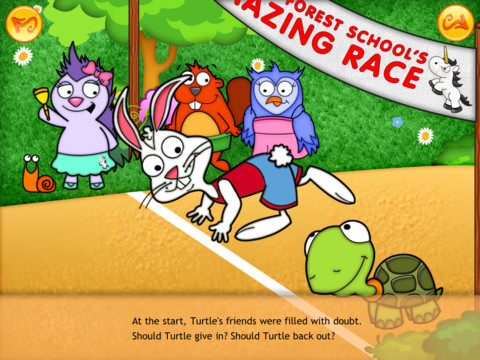 FOREST SCHOOL'S
AMAZING RACE
At the start, Turtle's friends were filled with doubt.
Should Turtle give in? Should Turtle back out?